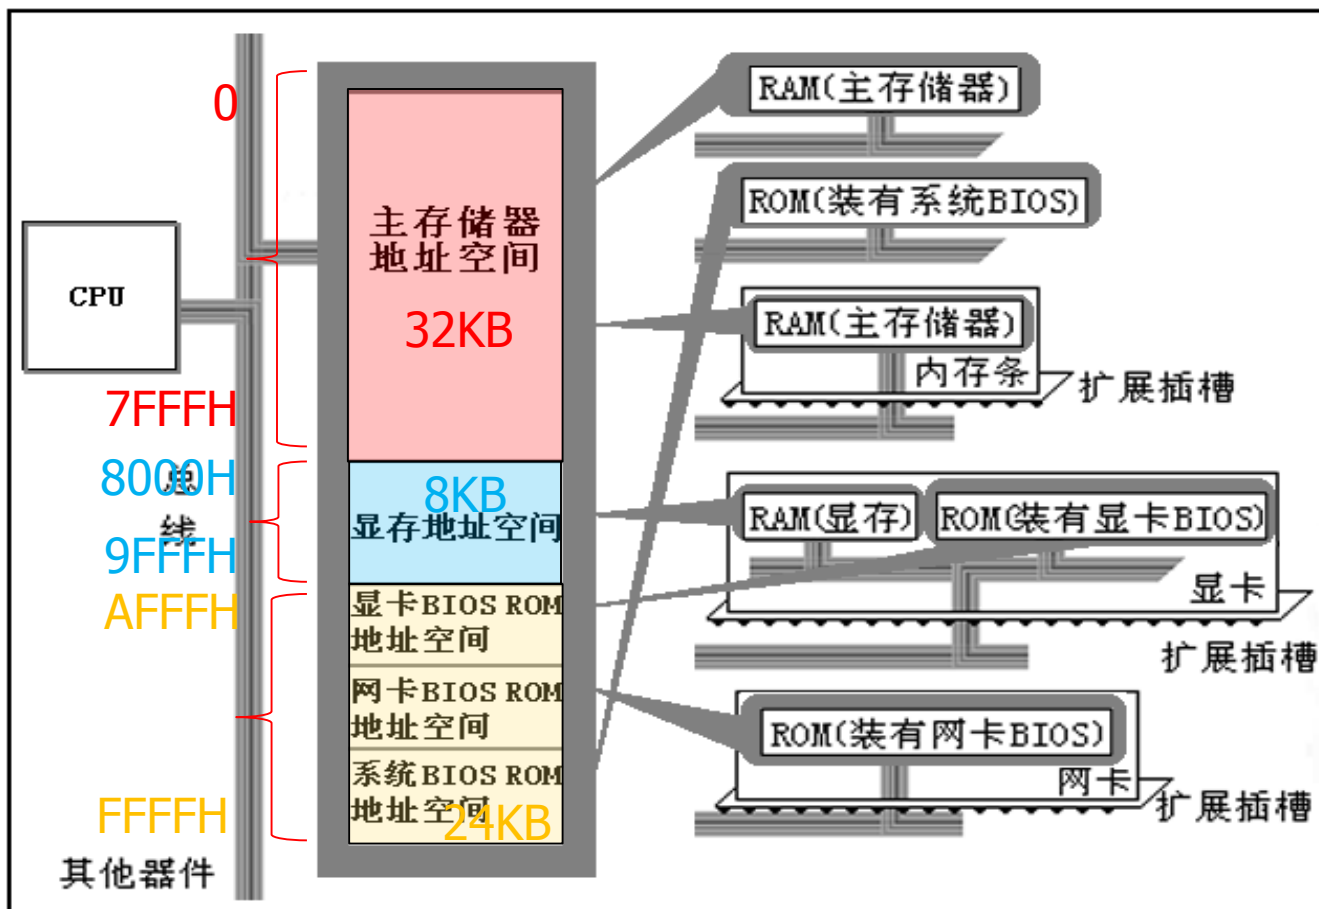 0
CPU
7FFFH
8000H
总
线
9FFFH
AFFFH
FFFFH
其他器件
主存储器
地址空间
32KB
8KB
显存地址空间
显卡BIOS ROM
地址空间
网卡BIOS ROM
地址空间
系统BIOS ROM
地址空间
24KB
RAM(主存储器)
ROM(装有系统BIOS)
RAM(主存储器)
内存条
扩展插槽
RAM(显存)
ROM(装有显卡BIOS)
显卡
扩展插槽
ROM(装有网卡BIOS)
网卡
扩展插槽